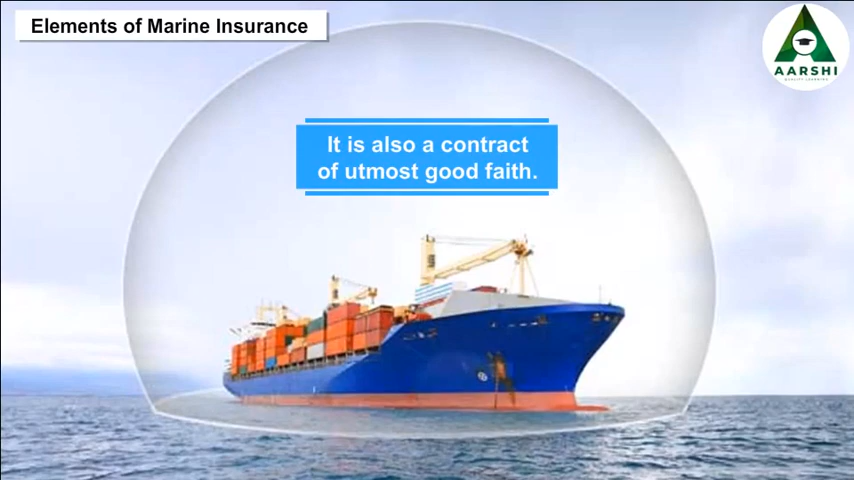 Elements of Marine Insurance
AARSHI
It is also a contract
of utmost good faith.